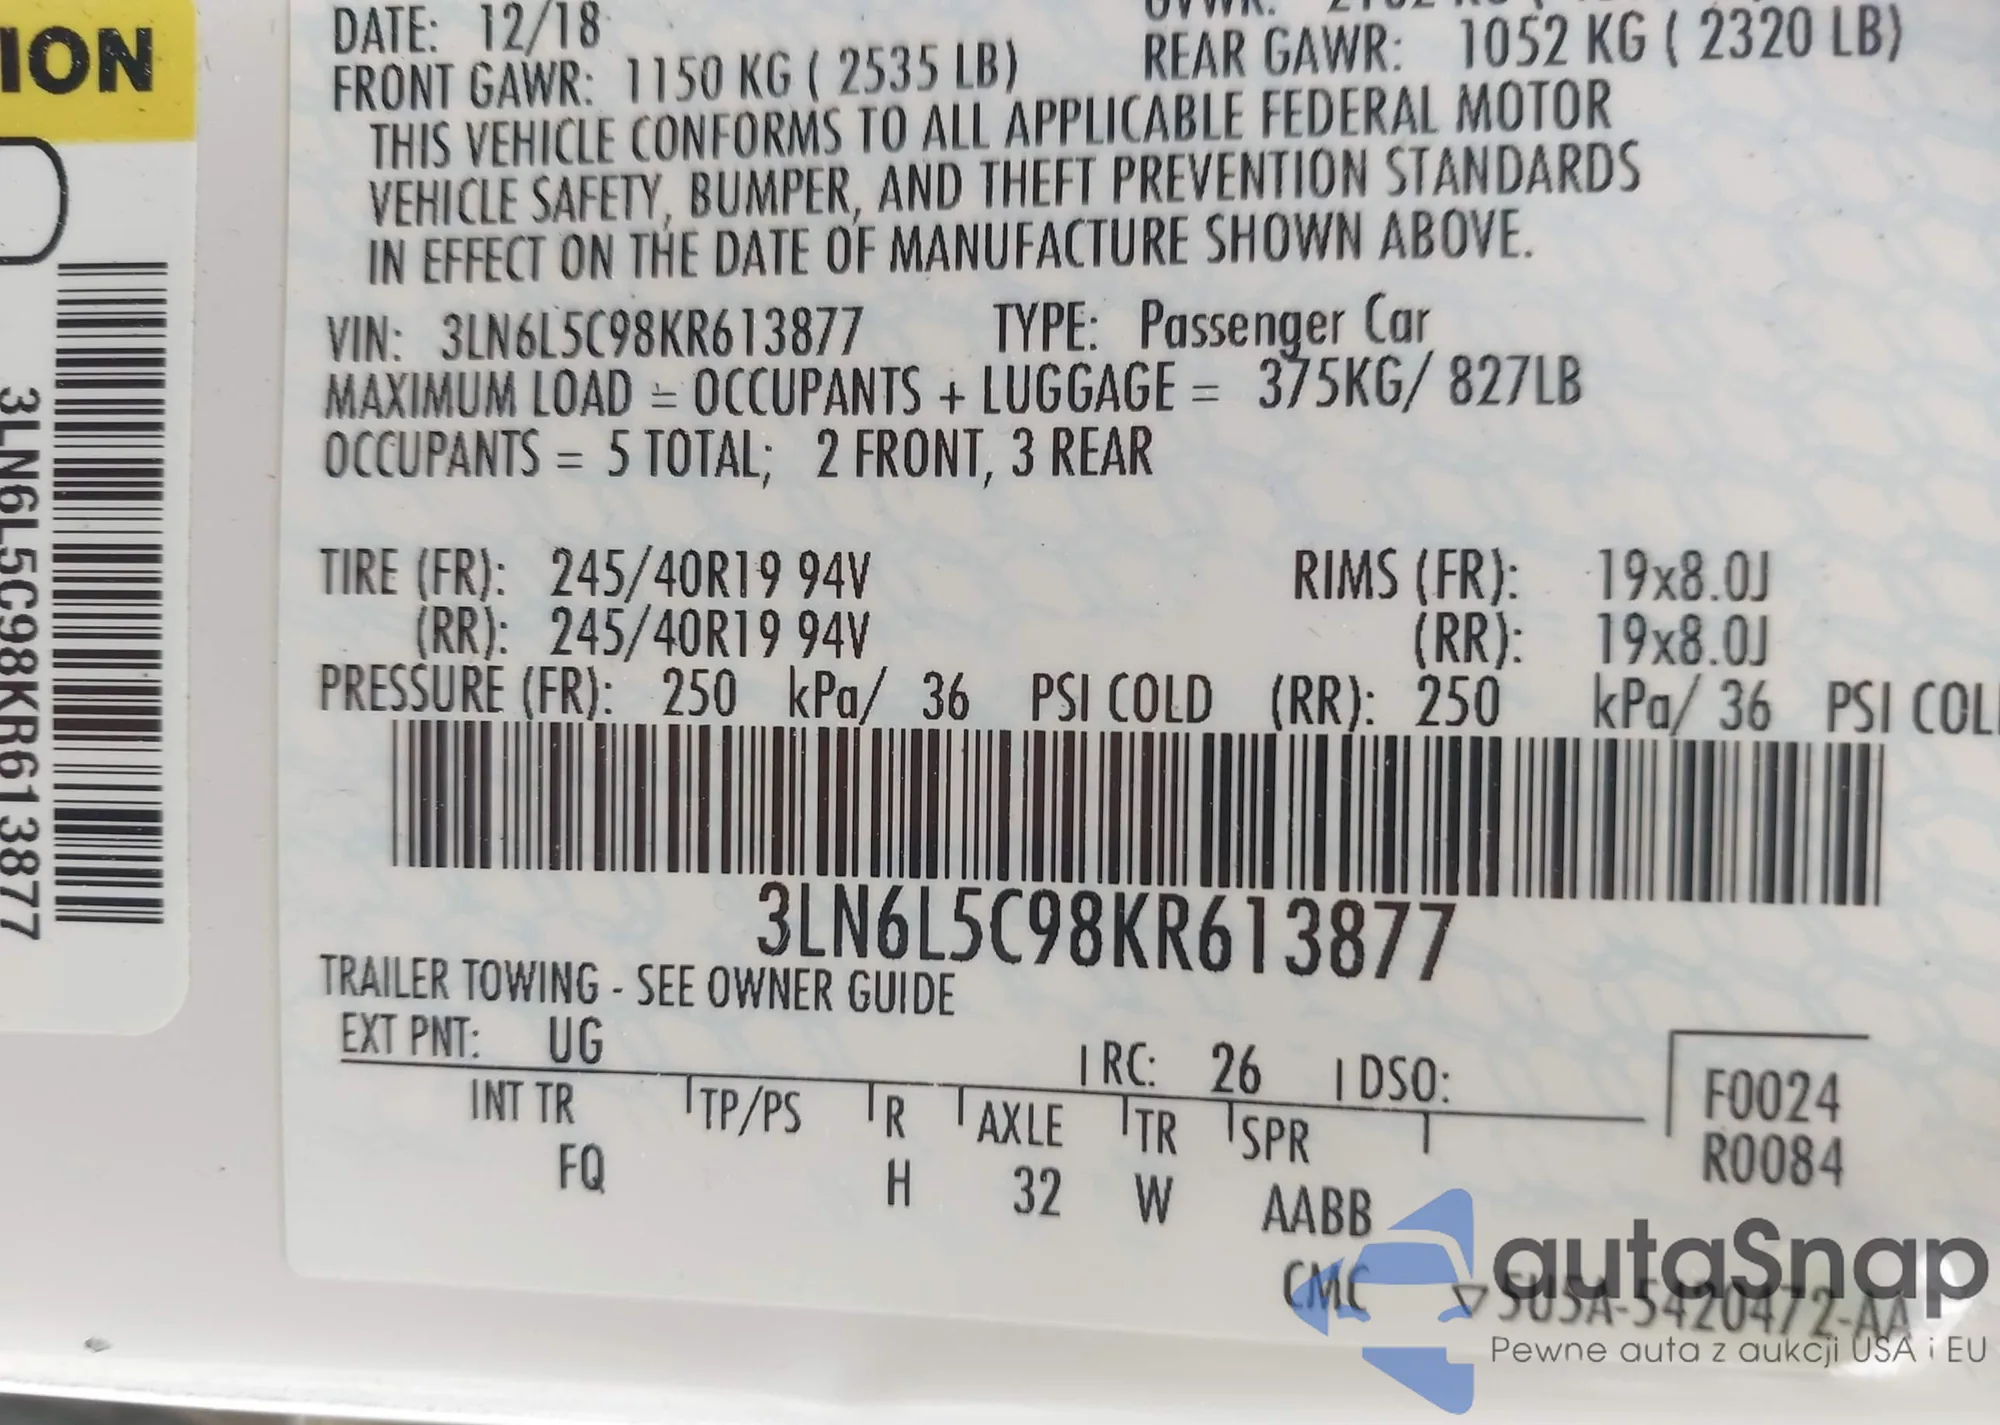 ION
DATE: 12/18
REAR GAWR: 1052 KG ( 2320 LB)
FRONT GAWR: 1150 KG ( 2535 LB)
THIS VEHICLE CONFORMS TO ALL APPLICABLE FEDERAL MOTOR
VEHICLE SAFETY, BUMPER, AND THEFT PREVENTION STANDARDS
IN EFFECT ON THE DATE OF MANUFACTURE SHOWN ABOVE.
VIN: 3LN6L5C98KR613877 TYPE: Passenger Car
MAXIMUM LOAD = OCCUPANTS + LUGGAGE = 375KG/ 827LB
OCCUPANTS = 5 TOTAL; 2 FRONT, 3 REAR
TIRE (FR): 245/40R19 94V RIMS (FR): 19x8.0J
(RR): 245/40R19 94V (RR): 19x8.0J
PRESSURE (FR): 250 kPa/ 36 PSI COLD (RR): 250 kPa/ 36 PSI COL
3LN6L5C98KR613877
3LN6L5C98KR613877
TRAILER TOWING - SEE OWNER GUIDE
EXT PNT: UG RC: 26 DSO:
F0024
R0084
INT TR TP/PS R AXLE TR SPR
FQ H 32 W AABB
CMC
5U5A-5420472-AA
autaSnap
Pewne auta z aukcji USA i EU